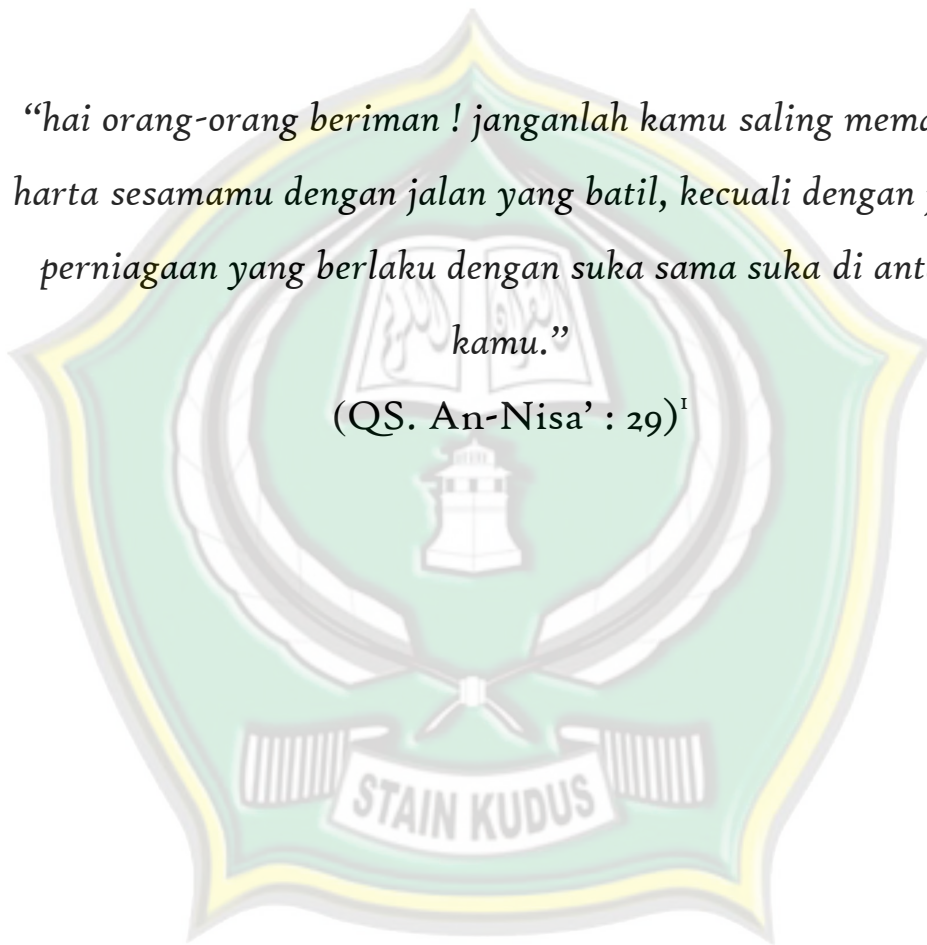 “hai orang-orang beriman ! janganlah kamu saling
harta sesamamu dengan jalan yang batil, kecuali dengan
perniagaan yang berlaku dengan suka sama suka di
kamu.”
(QS. An-Nisa’ : 29)¹
STAIN KUDUS